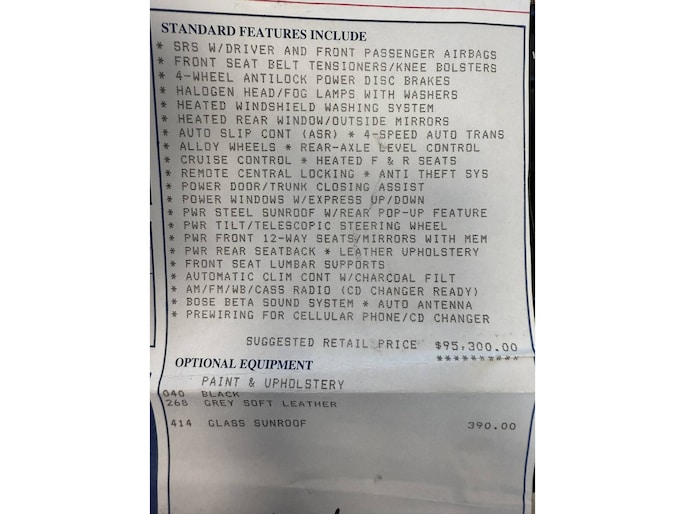 STANDARD FEATURES INCLUDE
* SRS W/DRIVER AND FRONT PASSENGER AIRBAGS
* FRONT SEAT BELT TENSIONERS/KNEE BOLSTERS
* 4-WHEEL ANTILOCK POWER DISC BRAKES
* HALOGEN HEAD/FOG LAMPS WITH WASHERS
* HEATED WINDSHIELD WASHING SYSTEM
* HEATED REAR WINDOW/OUTSIDE MIRRORS
* AUTO SLIP CONT (ASR) * 4-SPEED AUTO TRANS
* ALLOY WHEELS * REAR-AXLE LEVEL CONTROL
* CRUISE CONTROL * HEATED F & R SEATS
* REMOTE CENTRAL LOCKING * ANTI THEFT SYS
* POWER DOOR/TRUNK CLOSING ASSIST
* POWER WINDOWS W/EXPRESS UP/DOWN
* PWR STEEL SUNROOF W/REAR POP-UP FEATURE
* PWR TILT/TELESCOPIC STEERING WHEEL
* PWR FRONT 12-WAY SEATS/MIRRORS WITH MEM
* PWR REAR SEATBACK * LEATHER UPHOLSTERY
* FRONT SEAT LUMBAR SUPPORTS
* AUTOMATIC CLIM CONT W/CHARCOAL FILT
* AM/FM/WB/CASS RADIO (CD CHANGER READY)
* BOSE BETA SOUND SYSTEM * AUTO ANTENNA
* PREWIRING FOR CELLULAR PHONE/CD CHANGER
SUGGESTED RETAIL PRICE $95,300.00
**********
OPTIONAL EQUIPMENT
PAINT & UPHOLSTERY
040 BLACK
268 GREY SOFT LEATHER
414 GLASS SUNROOF 390.00